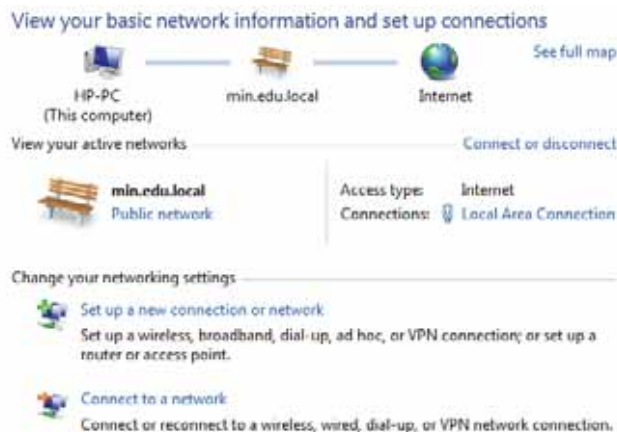 View your basic network information and set up connections
See full map
HP-PC
(This computer)
min.edu.local
Internet
View your active networks
Connect or disconnect
min.edu.local
Public network
Access type: Internet
Connections: Local Area Connection
Change your networking settings
Set up a new connection or network
Set up a wireless, broadband, dial-up, ad hoc, or VPN connection; or set up a
router or access point.
Connect to a network
Connect or reconnect to a wireless, wired, dial-up, or VPN network connection.